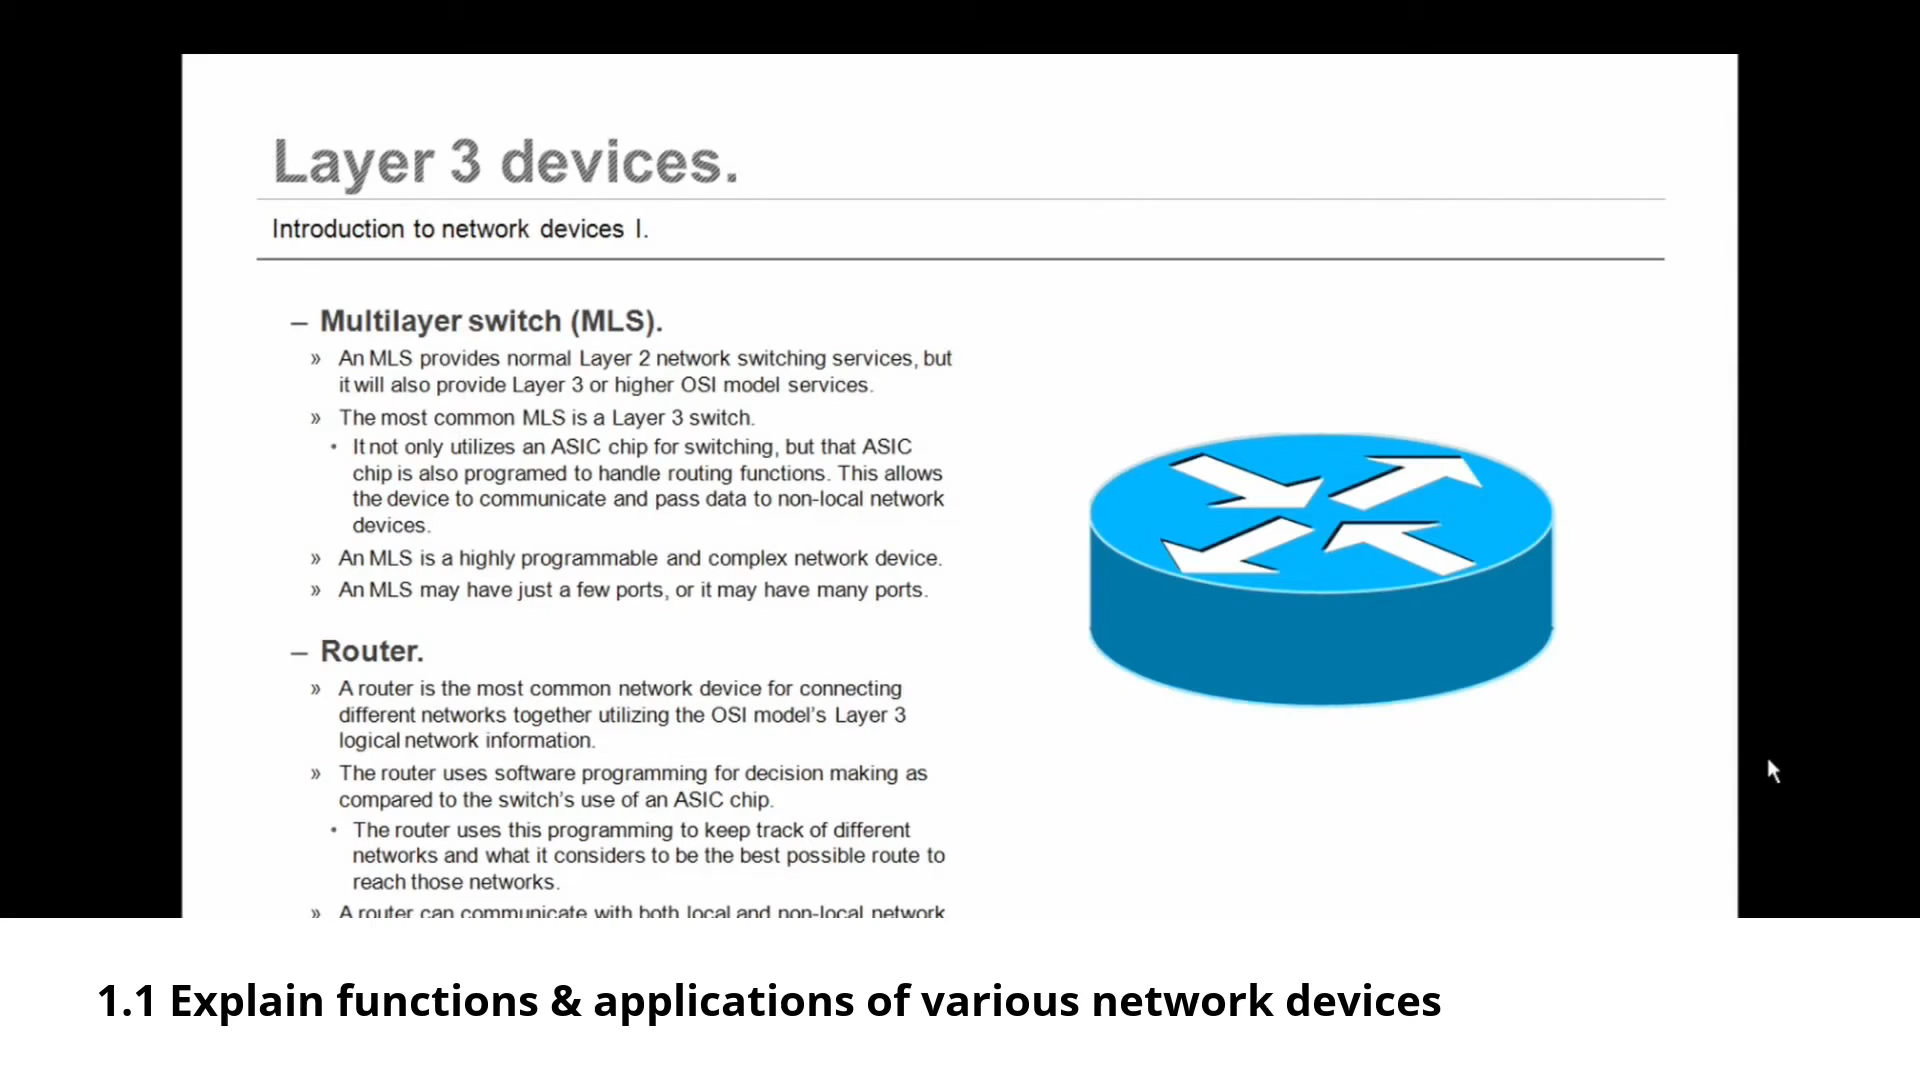 Layer 3 devices.
Introduction to network devices I.
– Multilayer switch (MLS).
» An MLS provides normal Layer 2 network switching services, but
it will also provide Layer 3 or higher OSI model services.
» The most common MLS is a Layer 3 switch.
• It not only utilizes an ASIC chip for switching, but that ASIC
chip is also programed to handle routing functions. This allows
the device to communicate and pass data to non-local network
devices.
» An MLS is a highly programmable and complex network device.
» An MLS may have just a few ports, or it may have many ports.
– Router.
» A router is the most common network device for connecting
different networks together utilizing the OSI model’s Layer 3
logical network information.
» The router uses software programming for decision making as
compared to the switch’s use of an ASIC chip.
• The router uses this programming to keep track of different
networks and what it considers to be the best possible route to
reach those networks.
» A router can communicate with both local and non-local network
1.1 Explain functions & applications of various network devices